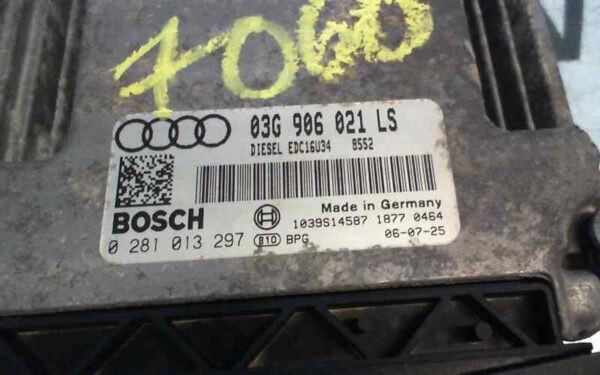 7060
03G 906 021 LS
DIESEL EDC16U34 8552
Made in Germany
BOSCH
1039S14587 1877 0464
0 281 013 297 810 BPG
06-07-25